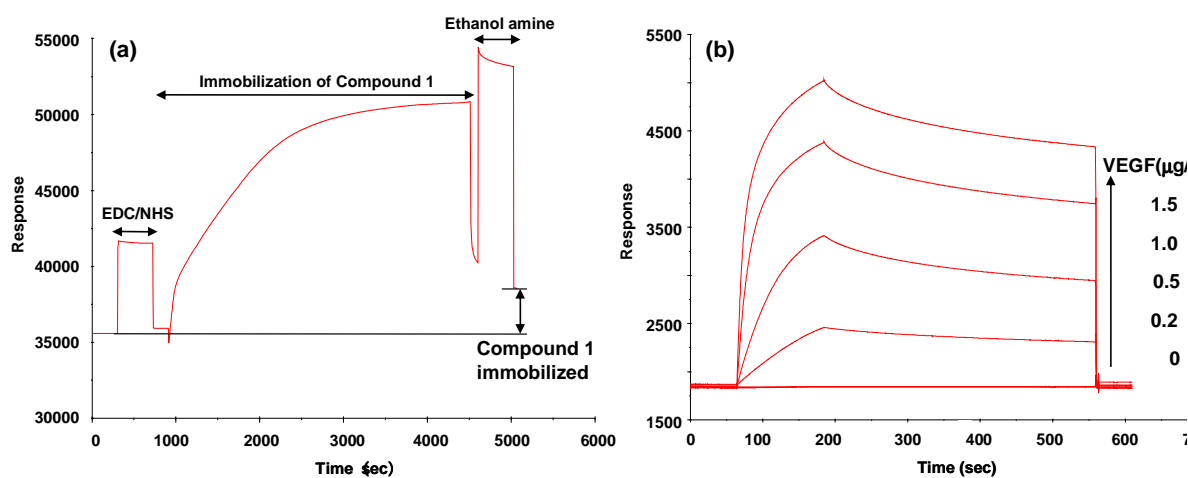 (a)
Ethanol amine
Immobilization of Compound 1
EDC/NHS
Compound 1
immobilized
Response
55000
50000
45000
40000
35000
30000
0
1000
2000
3000
4000
5000
6000
Time (sec)
(b)
VEGF(μg/
1.5
1.0
0.5
0.2
0
Response
5500
4500
3500
2500
1500
0
100
200
300
400
500
600
7
Time (sec)